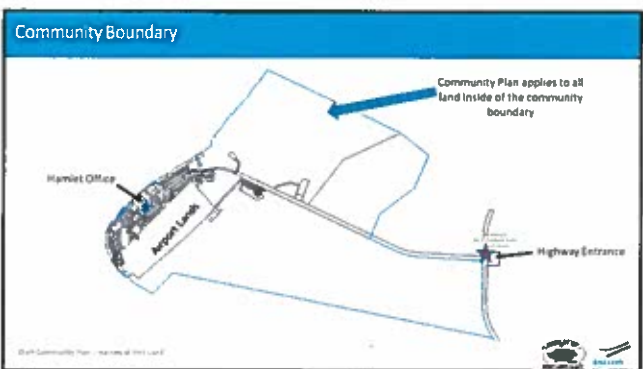 Community Boundary
Community Plan applies to all
land inside of the community
boundary
Hamlet Office
Airport Lands
Highway Entrance